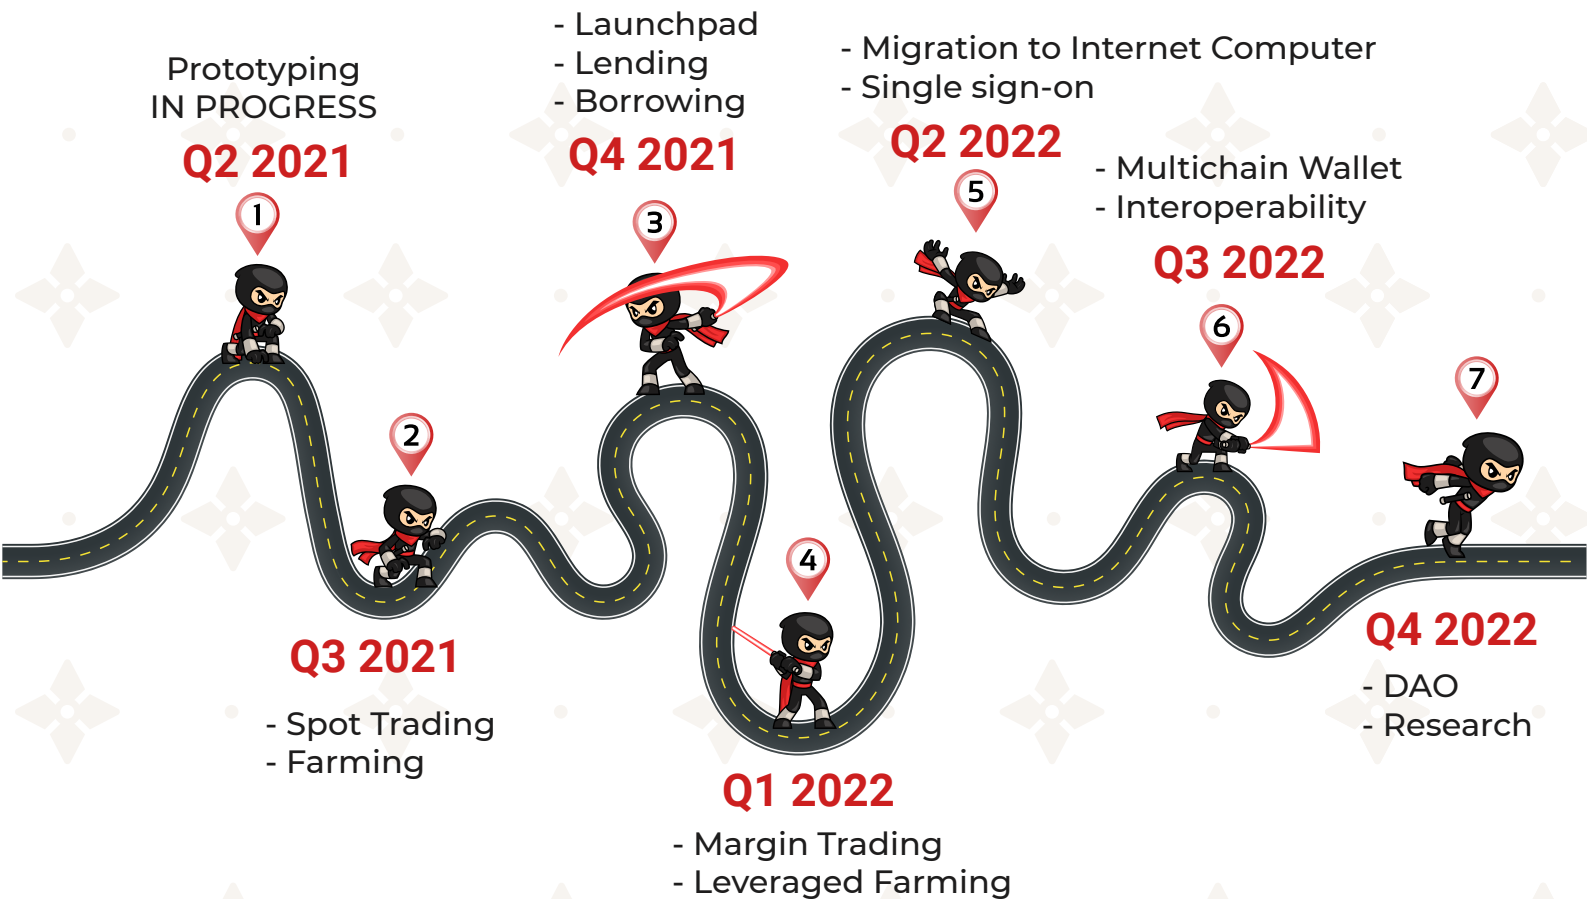 Prototyping
IN PROGRESS
Q2 2021
1
2
Q3 2021
- Spot Trading
- Farming
- Launchpad
- Lending
- Borrowing
Q4 2021
3
4
Q1 2022
- Margin Trading
- Leveraged Farming
- Migration to Internet Computer
- Single sign-on
Q2 2022
5
- Multichain Wallet
- Interoperability
Q3 2022
6
7
Q4 2022
- DAO
- Research